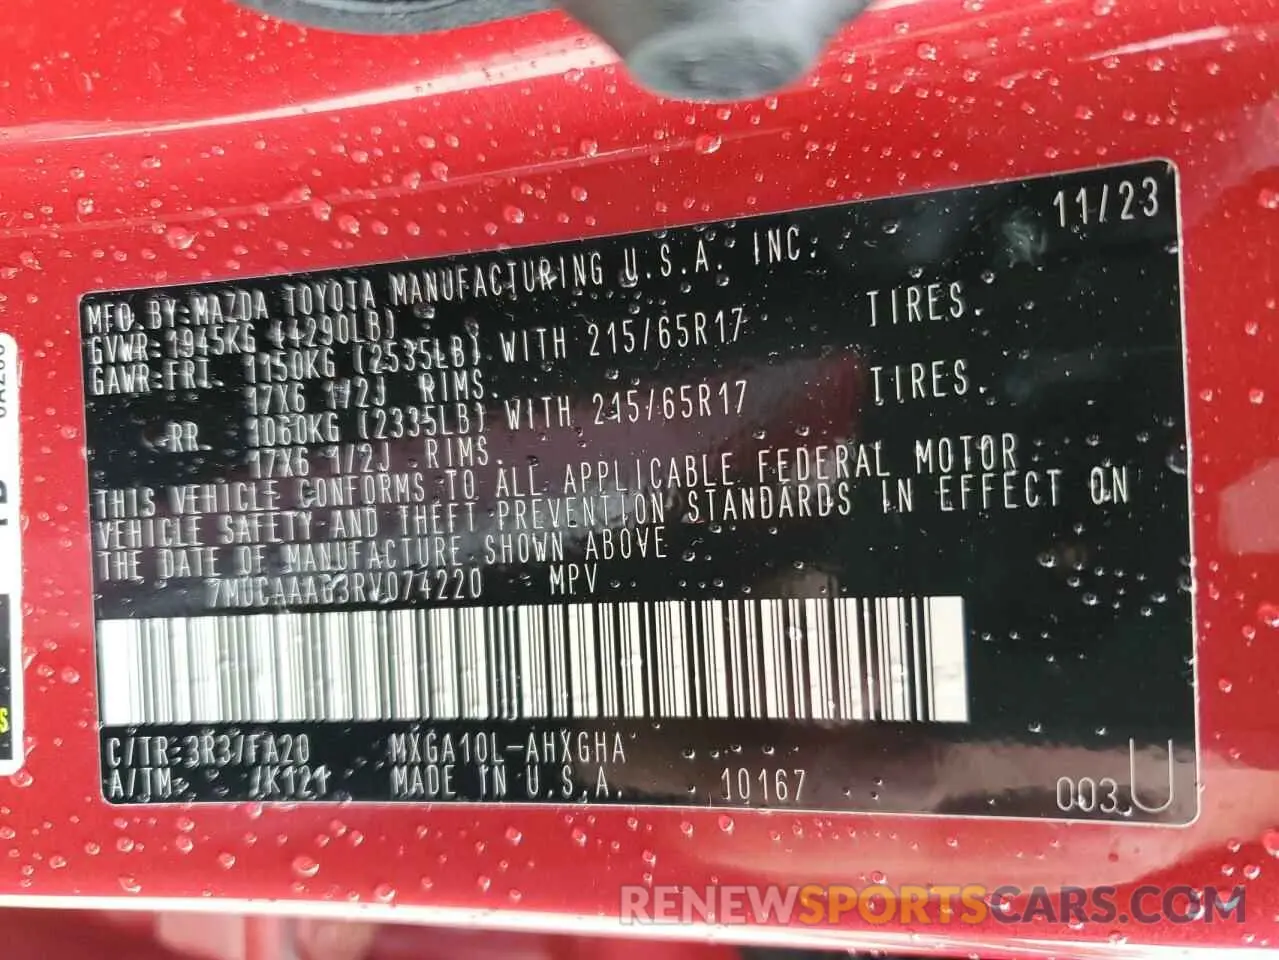 11/23
MFD.BY:MAZDA TOYOTA MANUFACTURING U.S.A. INC.
GVWR:1945KG (4290LB)
GAWR:FRT. 1150KG (2535LB) WITH 215/65R17 TIRES.
17X6 1/2J RIMS.
RR. 1060KG (2335LB) WITH 215/65R17 TIRES.
17X6 1/2J RIMS.
THIS VEHICLE CONFORMS TO ALL APPLICABLE FEDERAL MOTOR
VEHICLE SAFETY AND THEFT PREVENTION STANDARDS IN EFFECT ON
THE DATE OF MANUFACTURE SHOWN ABOVE
7MUCAAAG3RV074220 MPV
C/TR:3R3/FA20 MXGA10L-AHXGHA
A/TM: /K121 MADE IN U.S.A. 10167
003 U
RENEWSPORTSCARS.COM